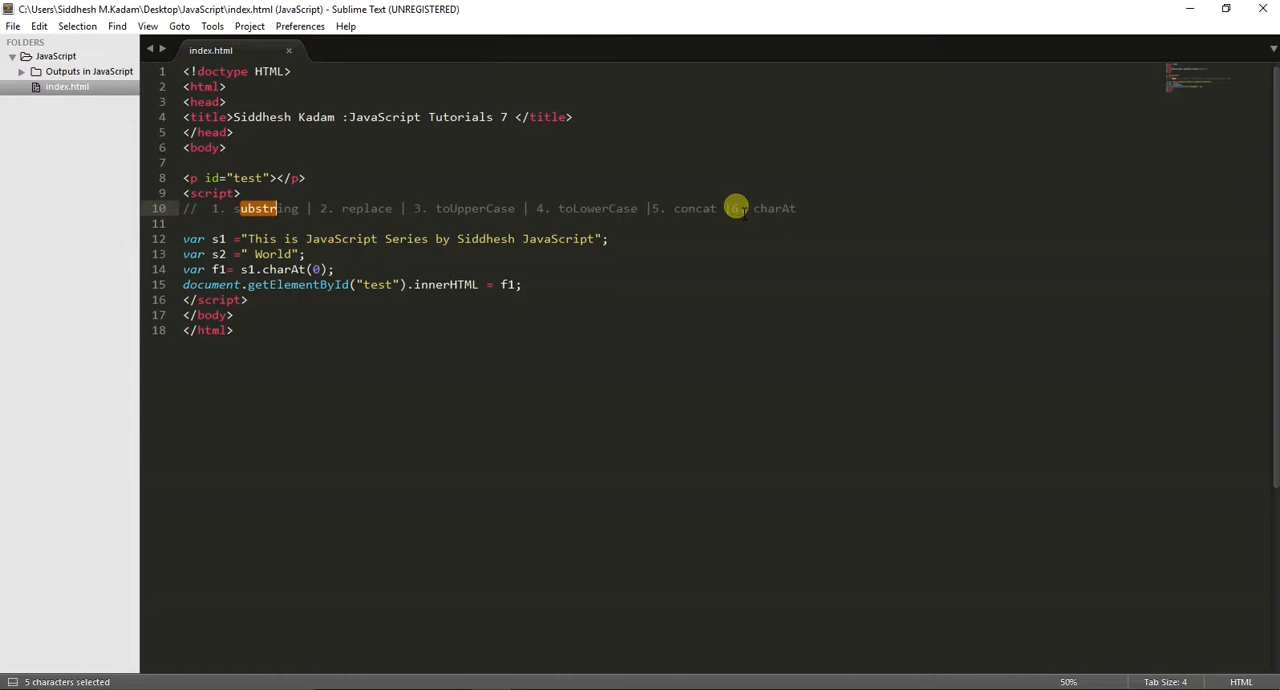 C:\Users\Siddhesh M.Kadam\Desktop\JavaScript\index.html (JavaScript) - Sublime Text (UNREGISTERED)
File Edit Selection Find View Goto Tools Project Preferences Help
FOLDERS
JavaScript
Outputs in JavaScript
index.html
index.html
1 <!doctype HTML>
2 <html>
3 <head>
4 <title>Siddhesh Kadam :JavaScript Tutorials 7 </title>
5 </head>
6 <body>
7
8 <p id="test"></p>
9 <script>
10 // 1. substring | 2. replace | 3. toUpperCase | 4. toLowerCase |5. concat |6. charAt
11
12 var s1 ="This is JavaScript Series by Siddhesh JavaScript";
13 var s2 =" World";
14 var f1= s1.charAt(0);
15 document.getElementById("test").innerHTML = f1;
16 </script>
17 </body>
18 </html>
5 characters selected 50% Tab Size: 4 HTML